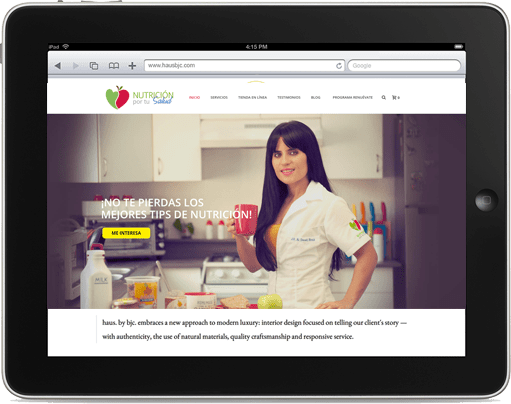 iPad
4:15 PM
www.hausbjc.com
Google
NUTRICIÓN
por tu Salud
INICIO SERVICIOS TIENDA EN LÍNEA TESTIMONIOS BLOG PROGRAMA RENUÉVATE 0
¡NO TE PIERDAS LOS
MEJORES TIPS DE NUTRICIÓN!
ME INTERESA
MILK
haus. by bjc. embraces a new approach to modern luxury: interior design focused on telling our client's story —
with authenticity, the use of natural materials, quality craftsmanship and responsive service.